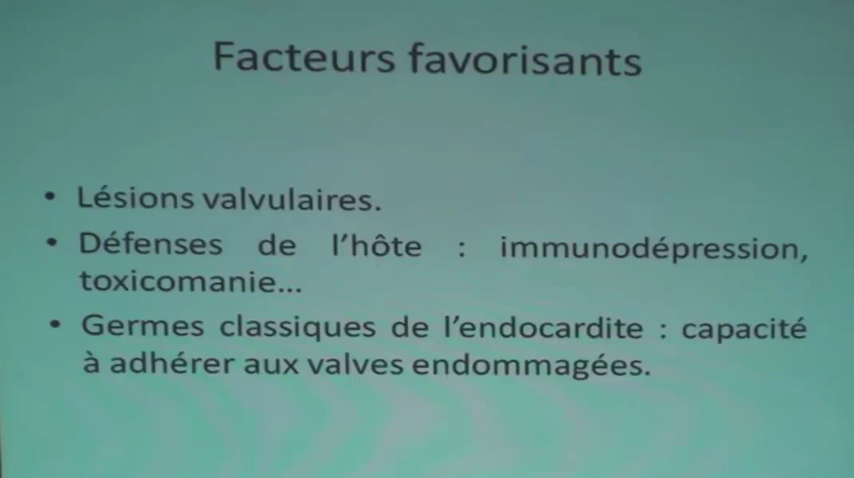 Facteurs favorisants
• Lésions valvulaires.
• Défenses de l'hôte : immunodépression,
toxicomanie...
• Germes classiques de l'endocardite : capacité
à adhérer aux valves endommagées.